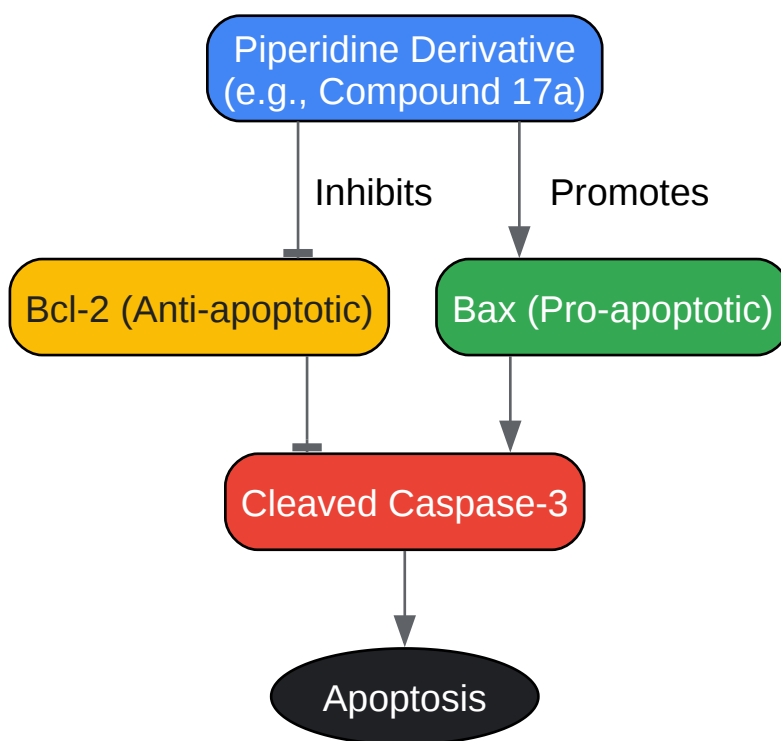 Piperidine Derivative
(e.g., Compound 17a)
Inhibits
Promotes
Bcl-2 (Anti-apoptotic)
Bax (Pro-apoptotic)
Cleaved Caspase-3
Apoptosis